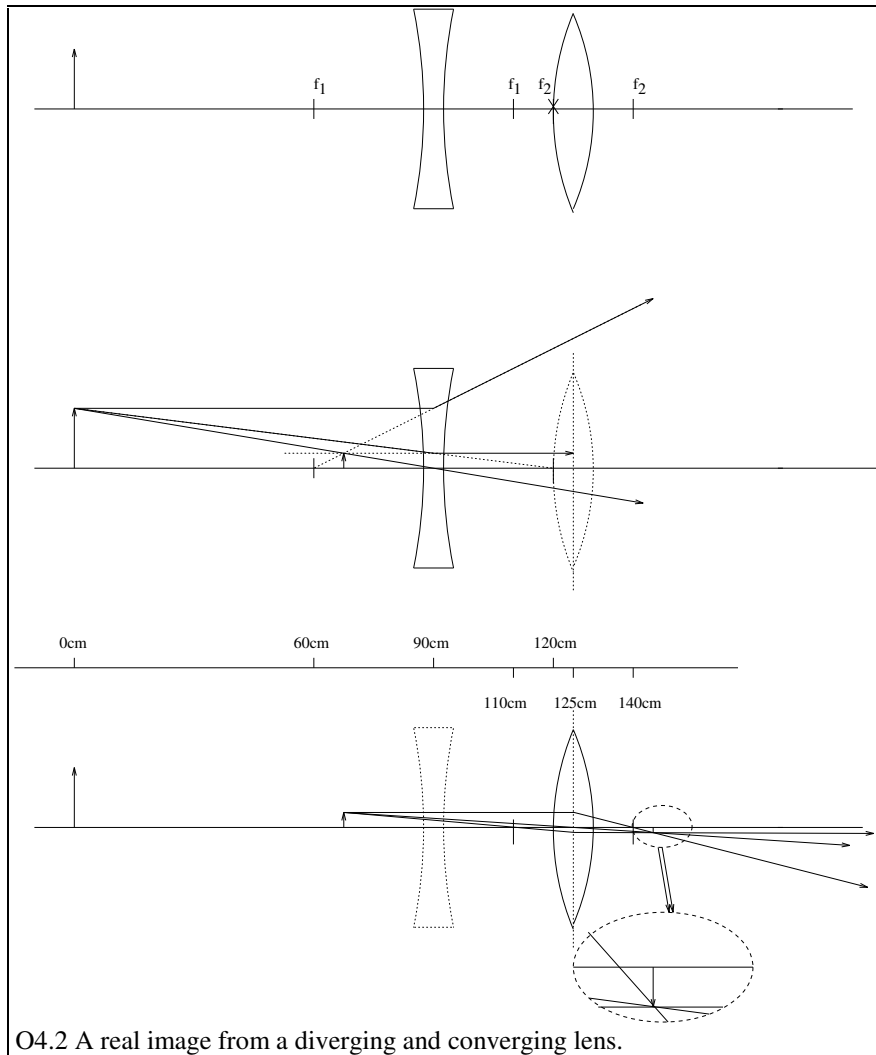 f1 f1 f2 f2
0cm 60cm 90cm 120cm
110cm 125cm 140cm
O4.2 A real image from a diverging and converging lens.